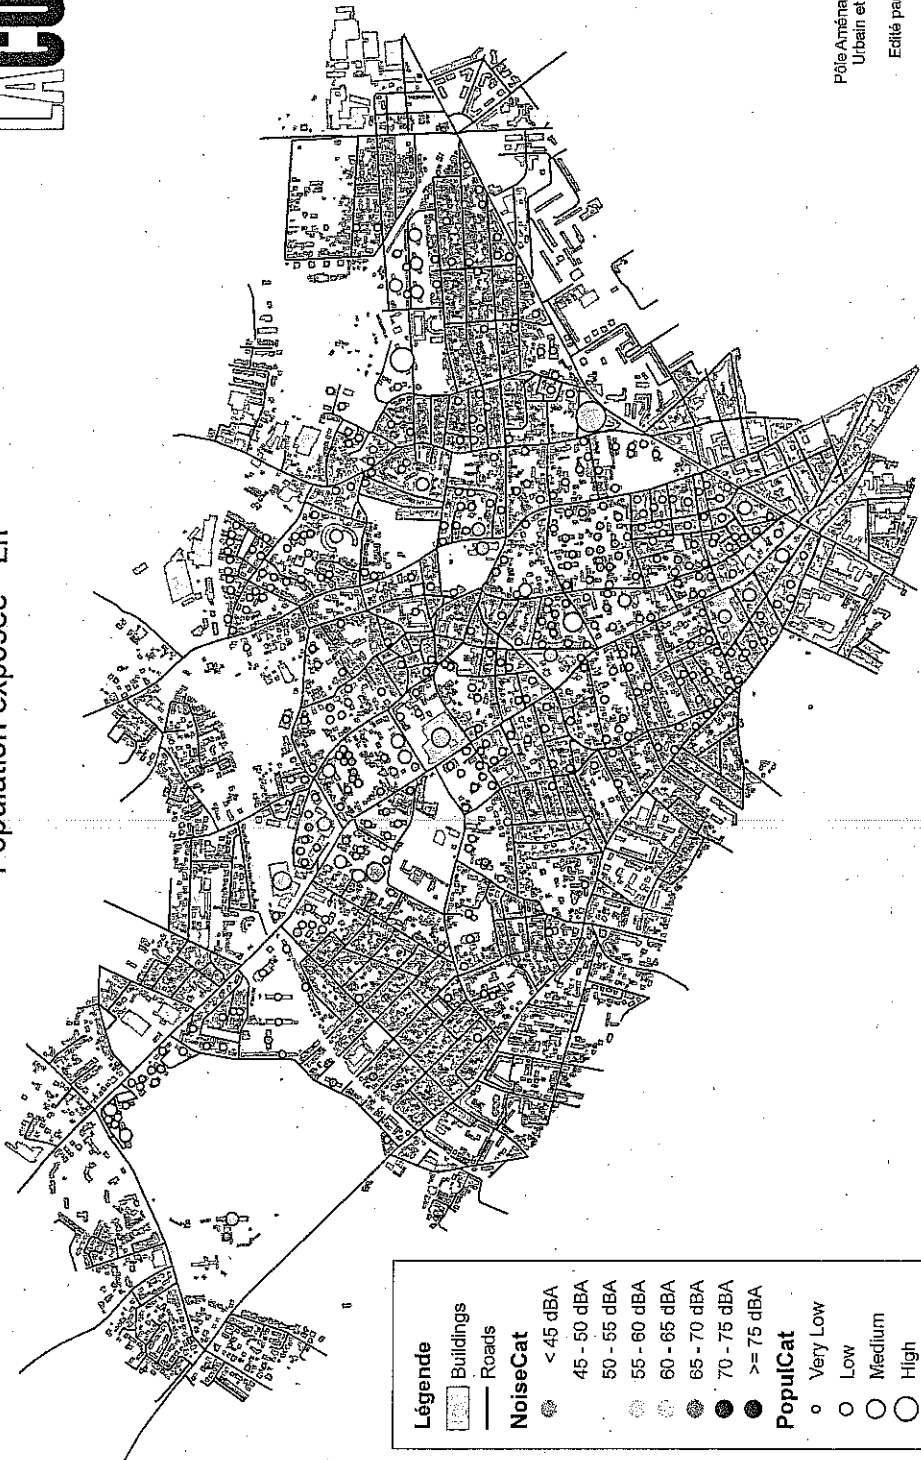 LACU
Population exposée
Légende
Buildings
Roads
NoiseCat
< 45 dBA
45 - 50 dBA
50 - 55 dBA
55 - 60 dBA
60 - 65 dBA
65 - 70 dBA
70 - 75 dBA
>= 75 dBA
PopulCat
Very Low
Low
Medium
High
Pôle Aména
Urbain et
Edité pa